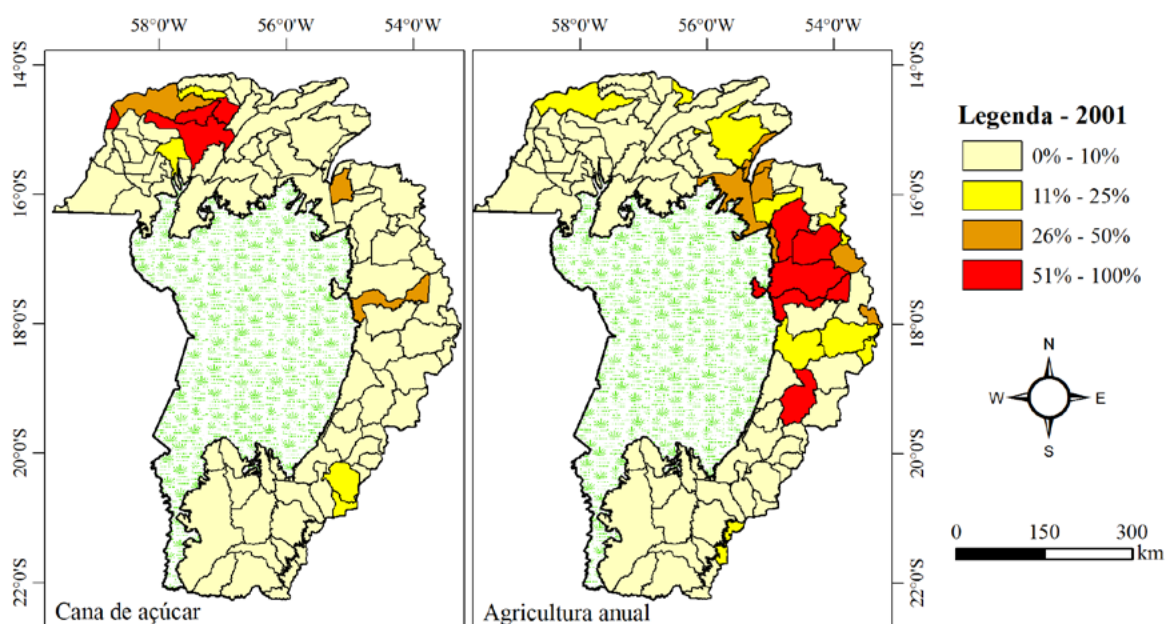 58°0'W 56°0'W 54°0'W 58°0'W 56°0'W 54°0'W
14°0'S
16°0'S
18°0'S
20°0'S
22°0'S
Cana de açúcar
14°0'S
16°0'S
18°0'S
20°0'S
22°0'S
Agricultura anual
Legenda - 2001
0% - 10%
11% - 25%
26% - 50%
51% - 100%
N
W E
S
0 150 300
km